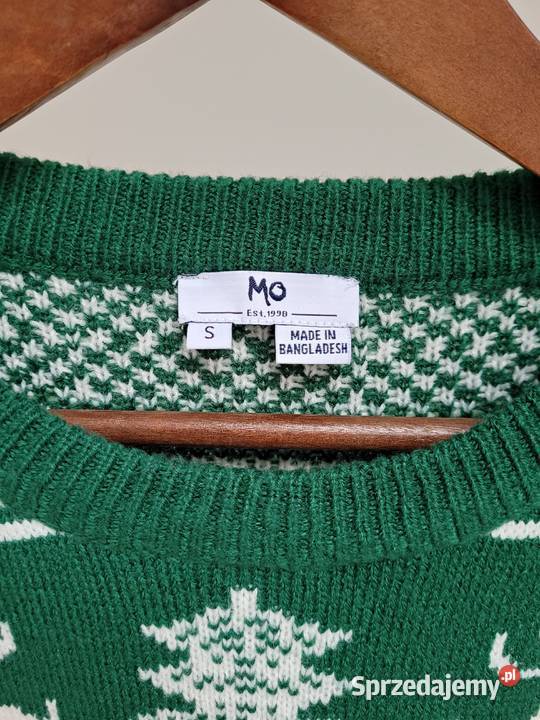 MO
Est,1998
S
MADE IN
BANGLADESH
Sprzedajemy.pl